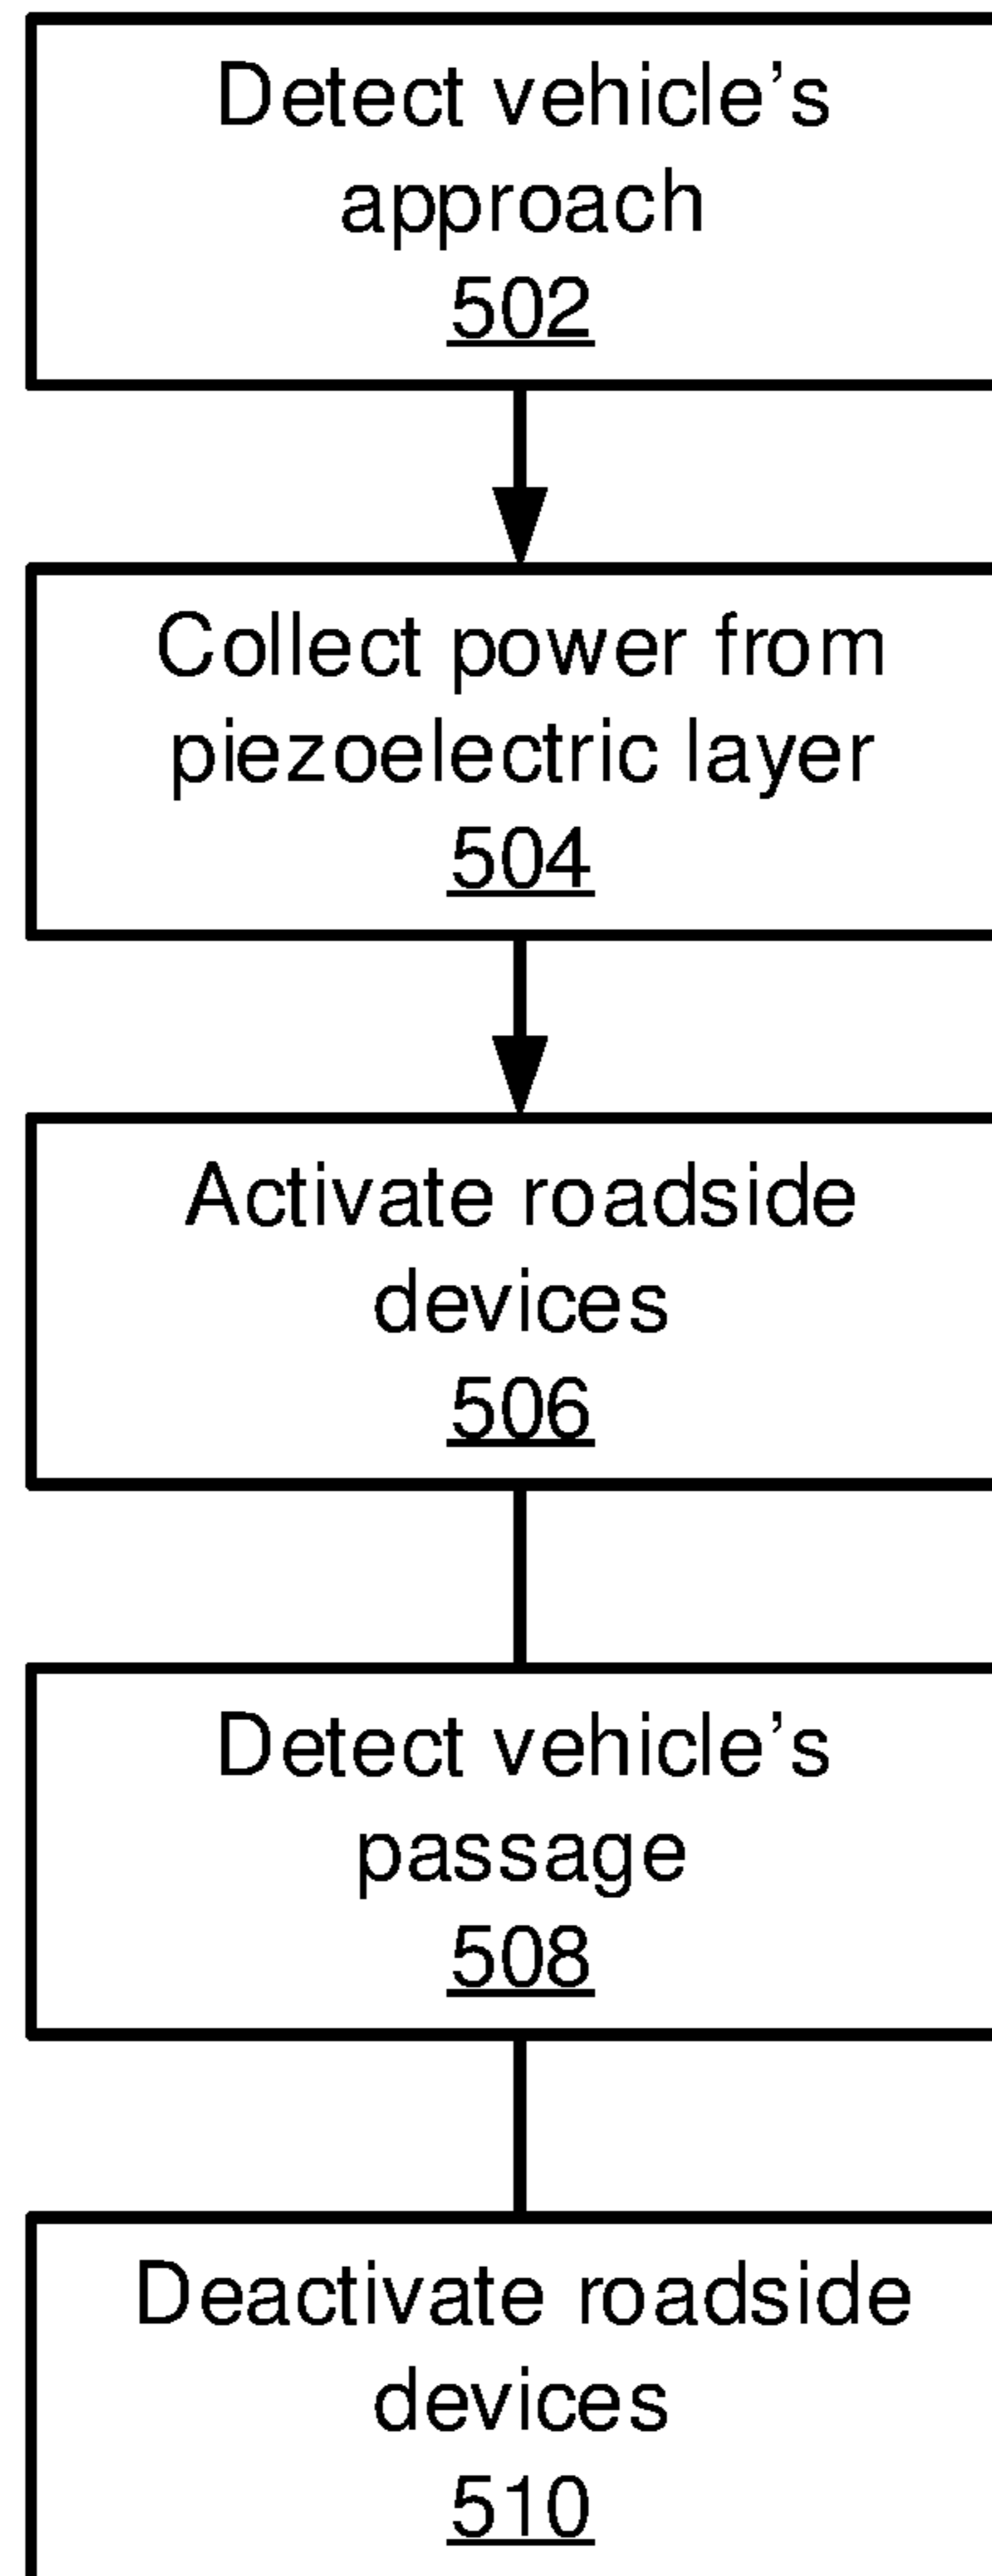 Detect vehicle’s
approach
502
Collect power from
piezoelectric layer
504
Activate roadside
devices
506
Detect vehicle’s
passage
508
Deactivate roadside
devices
510